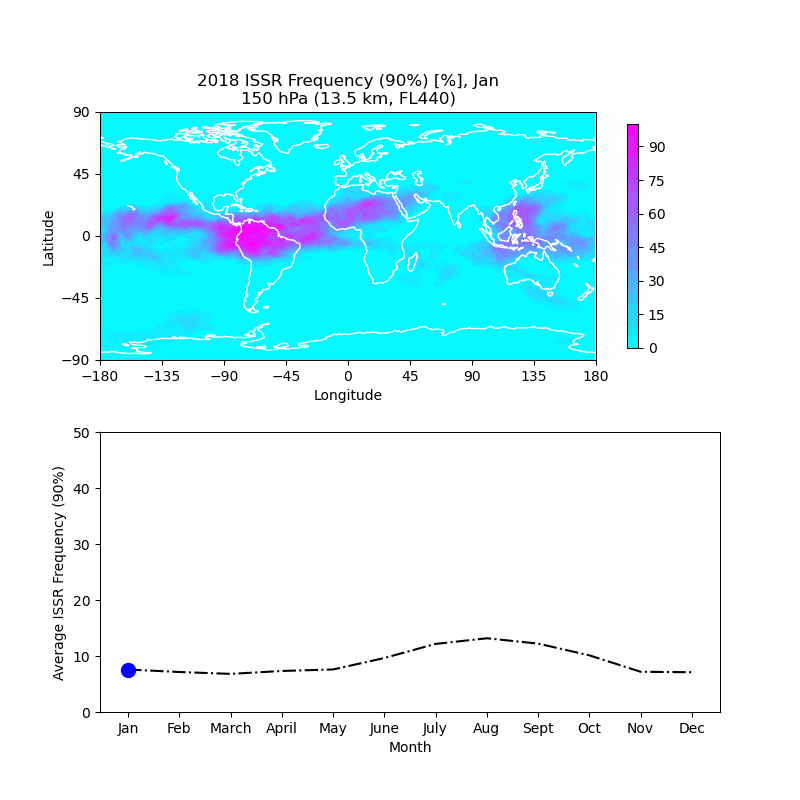 2018 ISSR Frequency (90%) [%], Jan
150 hPa (13.5 km, FL440)
90
45
0
−45
−90
Latitude
−180 −135 −90 −45 0 45 90 135 180
Longitude
90
75
60
45
30
15
0
50
40
30
20
10
0
Average ISSR Frequency (90%)
Jan Feb March April May June July Aug Sept Oct Nov Dec
Month